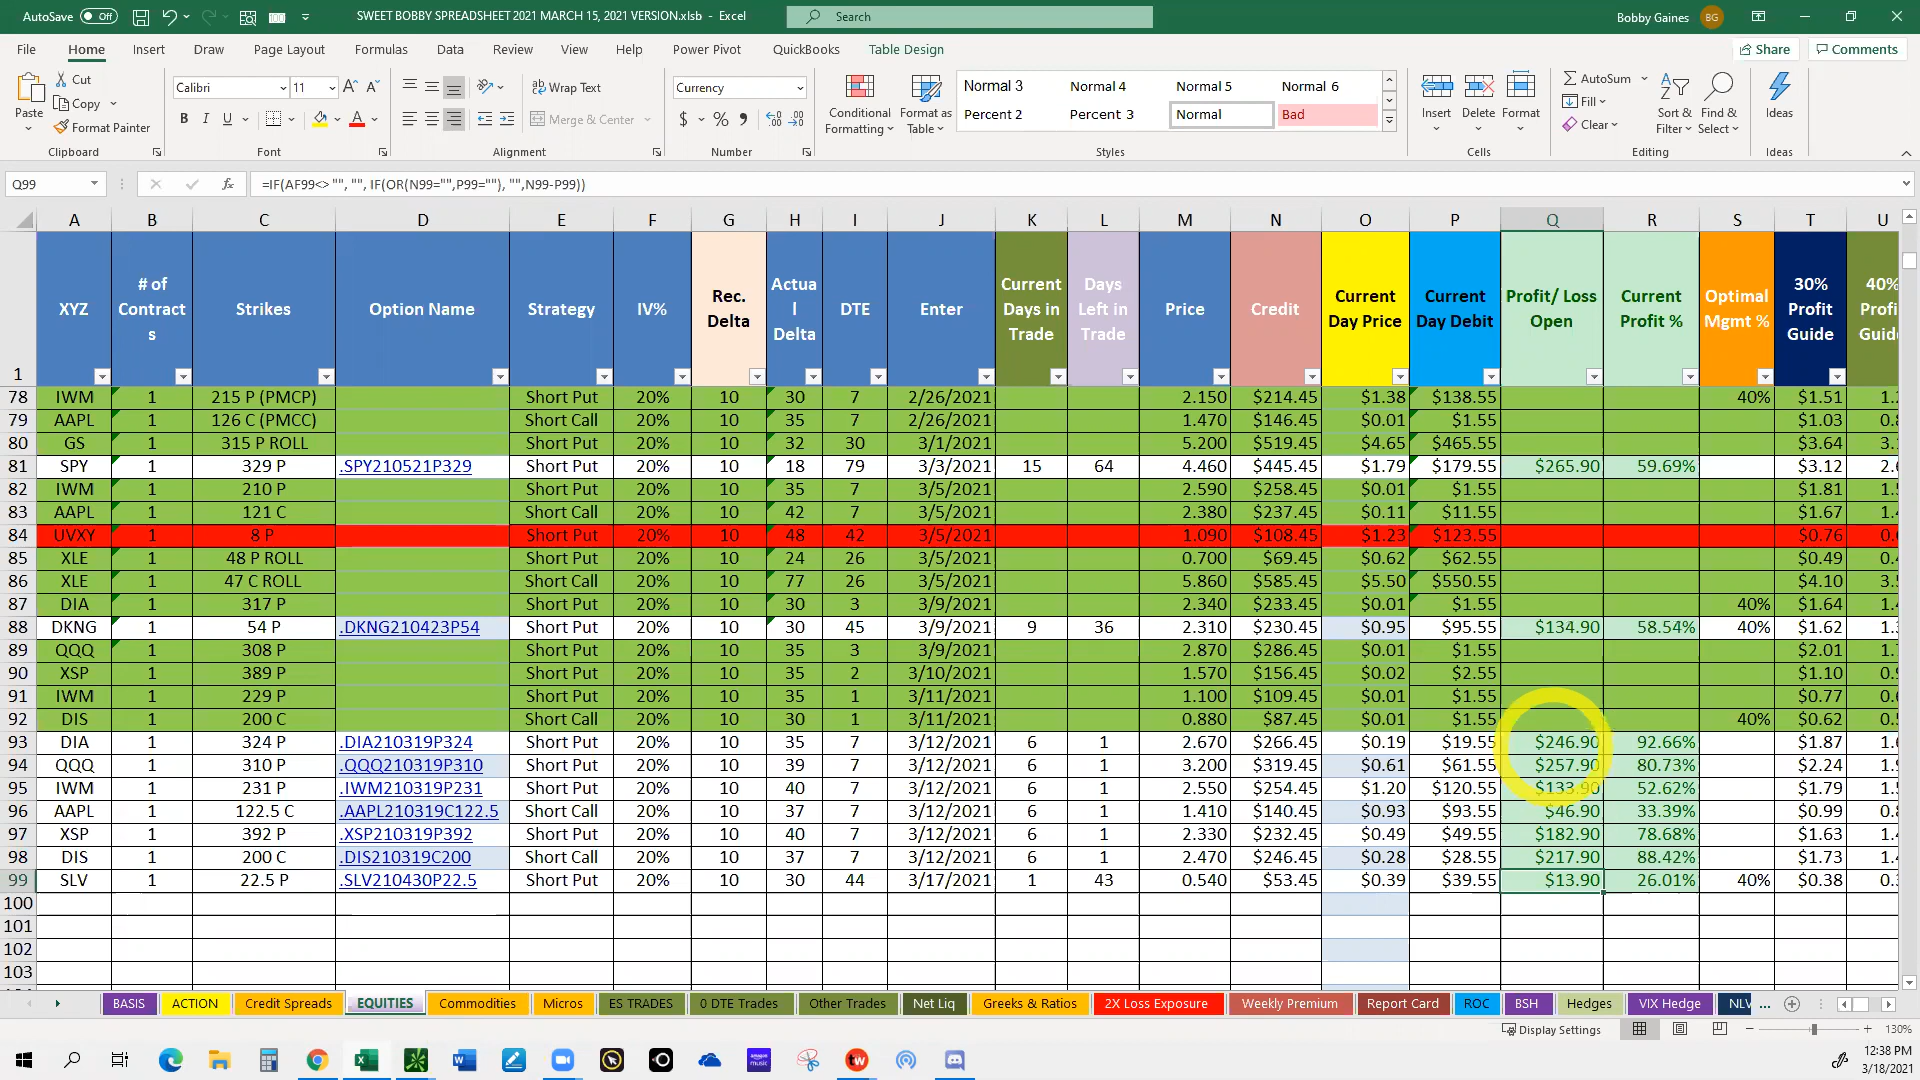 AutoSave Off SWEET BOBBY SPREADSHEET 2021 MARCH 15, 2021 VERSION.xlsb - Excel Search Bobby Gaines BG
File Home Insert Draw Page Layout Formulas Data Review View Help Power Pivot QuickBooks Table Design Share Comments
Paste Cut Copy Format Painter Clipboard
Calibri 11 B I U Font
Wrap Text Merge & Center Alignment
Currency $ % Number
Conditional Formatting Format as Table
Normal 3 Normal 4 Normal 5 Normal 6
Percent 2 Percent 3 Normal Bad
Styles
Insert Delete Format Cells
AutoSum Fill Clear Sort & Filter Find & Select Editing
Ideas Ideas
Q99 fx =IF(AF99<> "", "", IF(OR(N99="",P99=""), "",N99-P99))
A B C D E F G H I J K L M N O P Q R S T U
1 XYZ # of Contracts Strikes Option Name Strategy IV% Rec. Delta Actual Delta DTE Enter Current Days in Trade Days Left in Trade Price Credit Current Day Price Current Day Debit Profit/ Loss Open Current Profit % Optimal Mgmt % 30% Profit Guide 40%
78 IWM 1 215 P (PMCP) Short Put 20% 10 30 7 2/26/2021 2.150 $214.45 $1.38 $138.55 40% $1.51
79 AAPL 1 126 C (PMCC) Short Call 20% 10 35 7 2/26/2021 1.470 $146.45 $0.01 $1.55 $1.03
80 GS 1 315 P ROLL Short Put 20% 10 32 30 3/1/2021 5.200 $519.45 $4.65 $465.55 $3.64
81 SPY 1 329 P .SPY210521P329 Short Put 20% 10 18 79 3/3/2021 15 64 4.460 $445.45 $1.79 $179.55 $265.90 59.69% $3.12
82 IWM 1 210 P Short Put 20% 10 35 7 3/5/2021 2.590 $258.45 $0.01 $1.55 $1.81
83 AAPL 1 121 C Short Call 20% 10 42 7 3/5/2021 2.380 $237.45 $0.11 $11.55 $1.67
84 UVXY 1 8 P Short Put 20% 10 48 42 3/5/2021 1.090 $108.45 $1.23 $123.55 $0.76
85 XLE 1 48 P ROLL Short Put 20% 10 24 26 3/5/2021 0.700 $69.45 $0.62 $62.55 $0.49
86 XLE 1 47 C ROLL Short Call 20% 10 77 26 3/5/2021 5.860 $585.45 $5.50 $550.55 $4.10
87 DIA 1 317 P Short Put 20% 10 30 3 3/9/2021 2.340 $233.45 $0.01 $1.55 40% $1.64
88 DKNG 1 54 P .DKNG210423P54 Short Put 20% 10 30 45 3/9/2021 9 36 2.310 $230.45 $0.95 $95.55 $134.90 58.54% 40% $1.62
89 QQQ 1 308 P Short Put 20% 10 35 3 3/9/2021 2.870 $286.45 $0.01 $1.55 $2.01
90 XSP 1 389 P Short Put 20% 10 35 2 3/10/2021 1.570 $156.45 $0.02 $2.55 $1.10
91 IWM 1 229 P Short Put 20% 10 35 1 3/11/2021 1.100 $109.45 $0.01 $1.55 $0.77
92 DIS 1 200 C Short Call 20% 10 30 1 3/11/2021 0.880 $87.45 $0.01 $1.55 40% $0.62
93 DIA 1 324 P .DIA210319P324 Short Put 20% 10 35 7 3/12/2021 6 1 2.670 $266.45 $0.19 $19.55 $246.90 92.66% $1.87
94 QQQ 1 310 P .QQQ210319P310 Short Put 20% 10 39 7 3/12/2021 6 1 3.200 $319.45 $0.61 $61.55 $257.90 80.73% $2.24
95 IWM 1 231 P .IWM210319P231 Short Put 20% 10 40 7 3/12/2021 6 1 2.550 $254.45 $1.20 $120.55 $133.90 52.62% $1.79
96 AAPL 1 122.5 C .AAPL210319C122.5 Short Call 20% 10 37 7 3/12/2021 6 1 1.410 $140.45 $0.93 $93.55 $46.90 33.39% $0.99
97 XSP 1 392 P .XSP210319P392 Short Put 20% 10 40 7 3/12/2021 6 1 2.330 $232.45 $0.49 $49.55 $182.90 78.68% $1.63
98 DIS 1 200 C .DIS210319C200 Short Call 20% 10 37 7 3/12/2021 6 1 2.470 $246.45 $0.28 $28.55 $217.90 88.42% $1.73
99 SLV 1 22.5 P .SLV210430P22.5 Short Put 20% 10 30 44 3/17/2021 1 43 0.540 $53.45 $0.39 $39.55 $13.90 26.01% 40% $0.38
100
101
102
103
BASIS ACTION Credit Spreads EQUITIES Commodities Micros ES TRADES 0 DTE Trades Other Trades Net Liq Greeks & Ratios 2X Loss Exposure Weekly Premium Report Card ROC BSH Hedges VIX Hedge NLV ...
Display Settings 130%
12:38 PM
3/18/2021